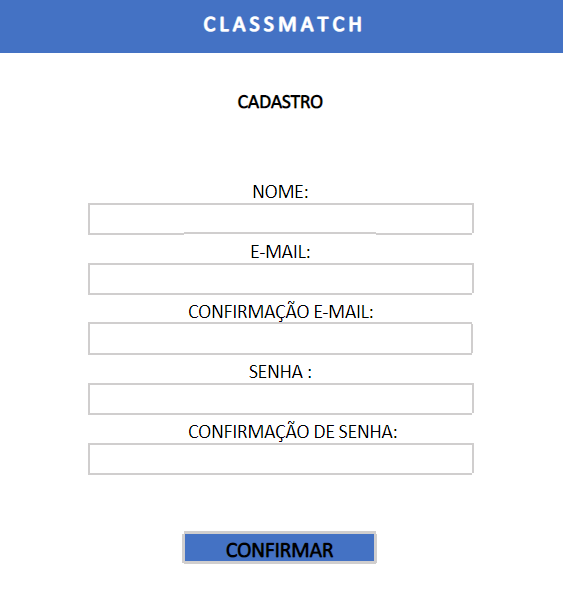 CLASSMATCH
CADASTRO
NOME:
E-MAIL:
CONFIRMAÇÃO E-MAIL:
SENHA :
CONFIRMAÇÃO DE SENHA:
CONFIRMAR